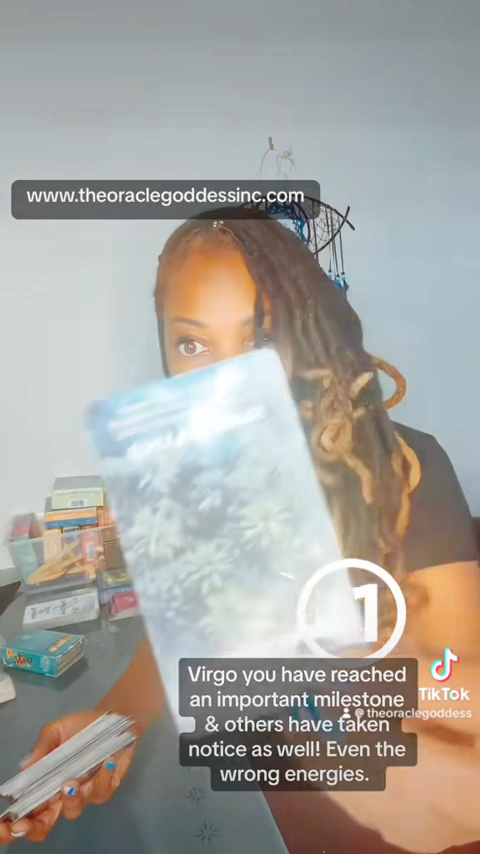 www.theoraclegoddessinc.com
1
Virgo you have reached
an important milestone
& others have taken
notice as well! Even the
wrong energies.
TikTok
@theoraclegoddess